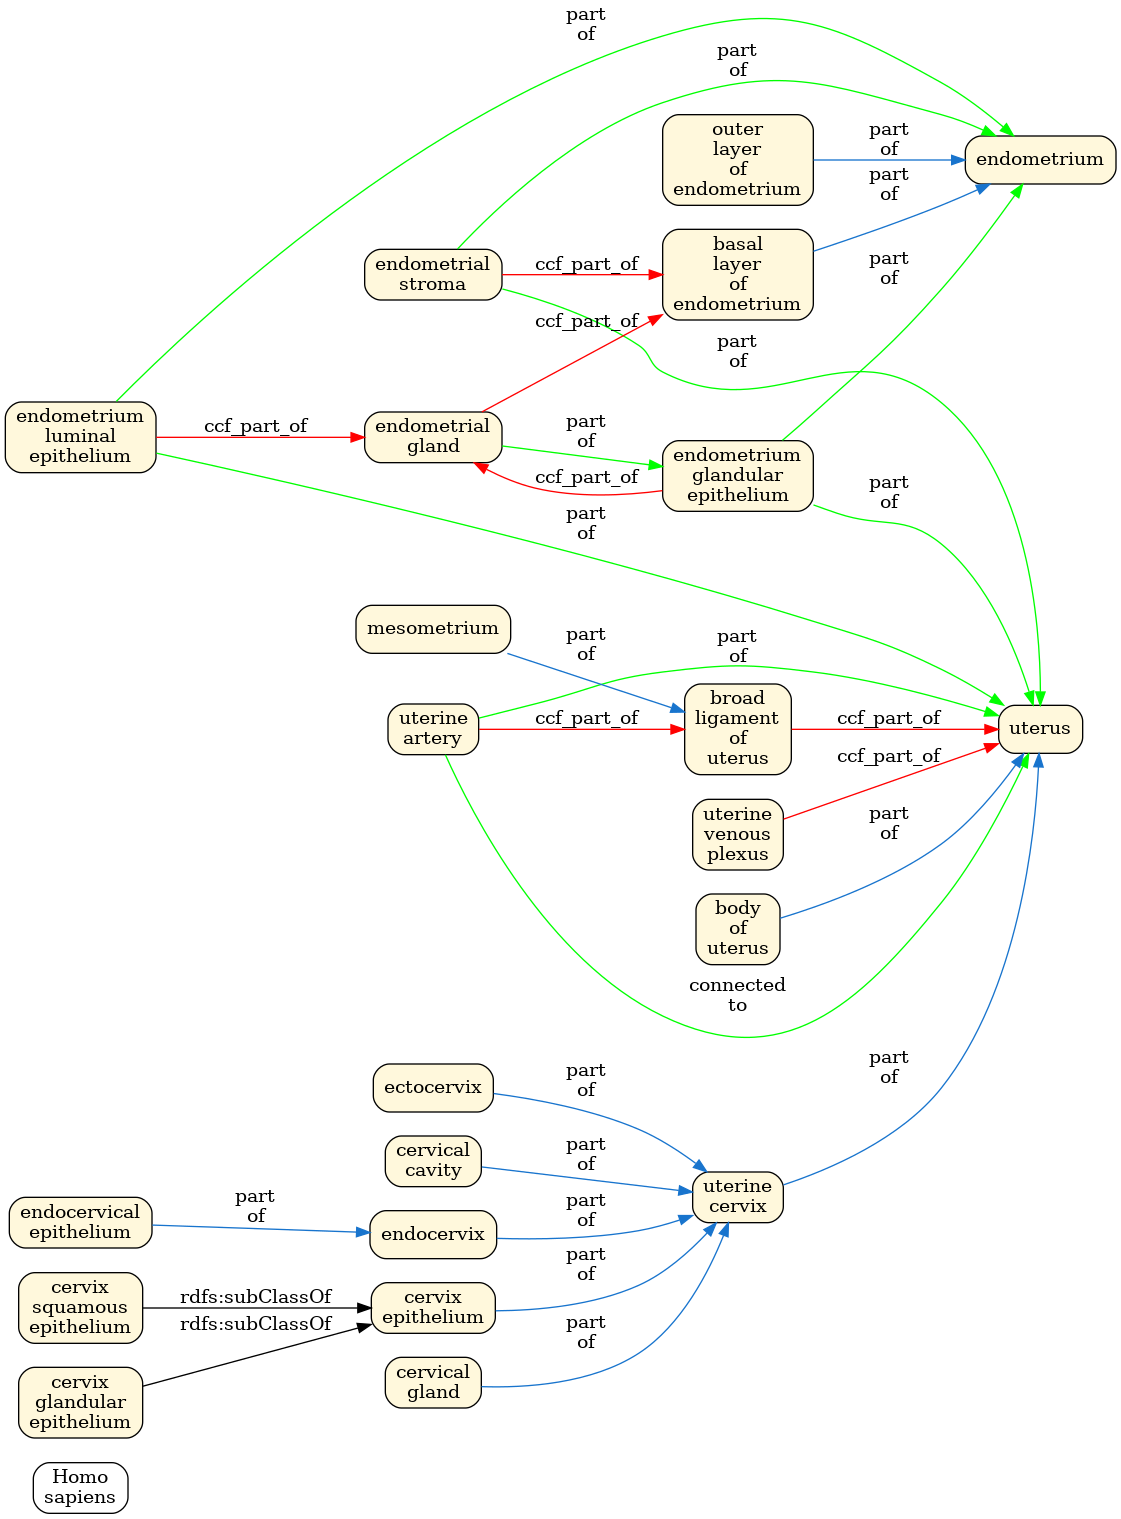 part
of
part
of
outer
layer
of
endometrium
part
of
endometrium
part
of
endometrial
stroma
ccf_part_of
basal
layer
of
endometrium
part
of
ccf_part_of
part
of
endometrium
luminal
epithelium
ccf_part_of
endometrial
gland
part
of
ccf_part_of
endometrium
glandular
epithelium
part
of
part
of
mesometrium
part
of
part
of
uterine
artery
ccf_part_of
broad
ligament
of
uterus
ccf_part_of
uterus
ccf_part_of
uterine
venous
plexus
part
of
body
of
uterus
connected
to
part
of
ectocervix
part
of
cervical
cavity
part
of
uterine
cervix
endocervical
epithelium
part
of
endocervix
part
of
cervix
squamous
epithelium
rdfs:subClassOf
rdfs:subClassOf
cervix
epithelium
part
of
cervix
glandular
epithelium
cervical
gland
part
of
Homo
sapiens